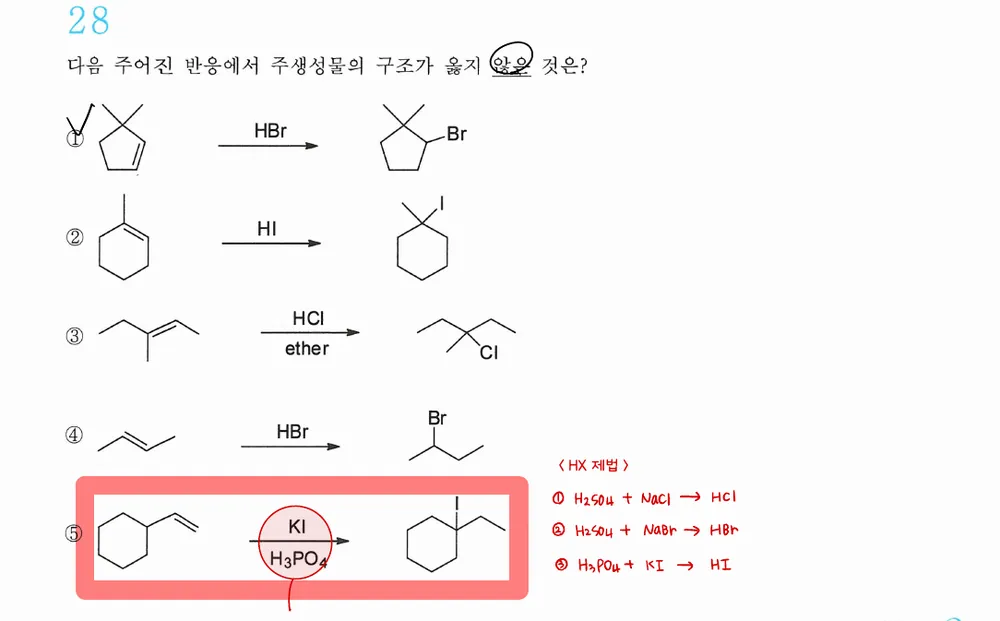 28
다음 주어진 반응에서 주생성물의 구조가 옳지 않은 것은?
① HBr Br
② HI I
③ HCl ether Cl
④ HBr Br
⑤ KI H₃PO₄ I
< HX 제법 >
① H2SO4 + NaCl → HCl
② H2SO4 + NaBr → HBr
③ H3PO4 + KI → HI